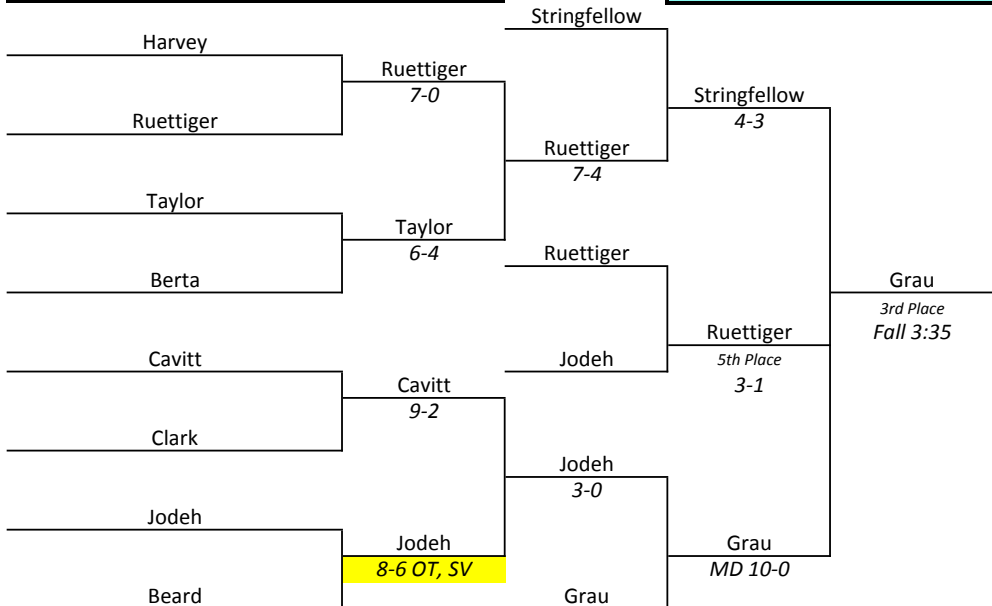 Stringfellow
Harvey
Ruettiger
7-0
Stringfellow
4-3
Ruettiger
Ruettiger
7-4
Taylor
Taylor
6-4
Ruettiger
Berta
Grau
3rd Place
Fall 3:35
Ruettiger
5th Place
3-1
Cavitt
Jodeh
Cavitt
9-2
Clark
Jodeh
3-0
Jodeh
Jodeh
8-6 OT, SV
Grau
MD 10-0
Beard
Grau